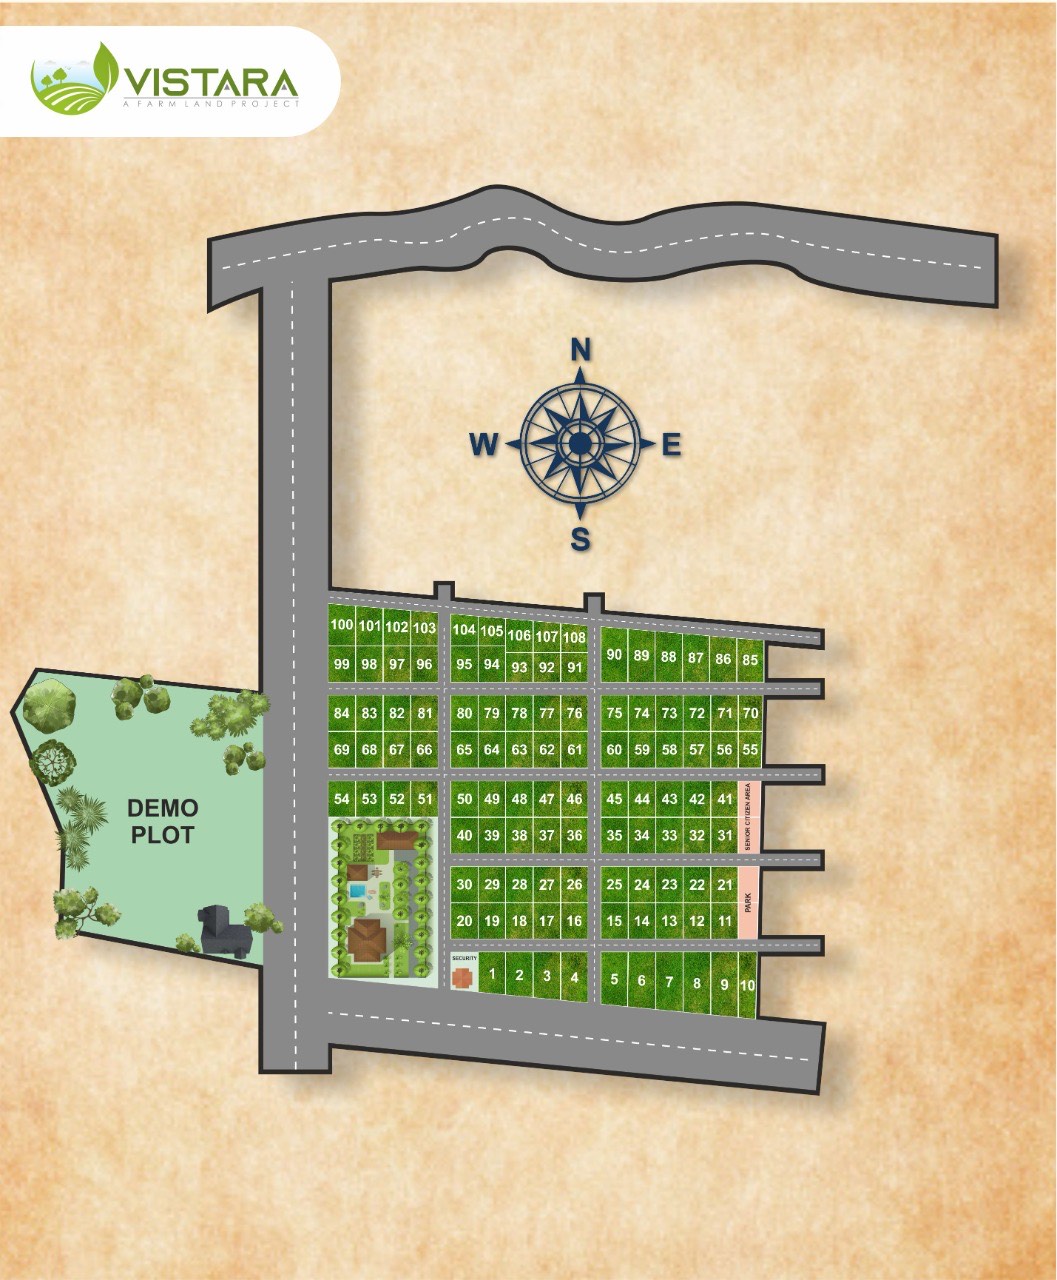 VISTARA
A FARM LAND PROJECT
N
W E
S
100 101 102 103 104 105 106 107 108
99 98 97 96 95 94 93 92 91 90 89 88 87 86 85
84 83 82 81 80 79 78 77 76 75 74 73 72 71 70
69 68 67 66 65 64 63 62 61 60 59 58 57 56 55
54 53 52 51 50 49 48 47 46 45 44 43 42 41
40 39 38 37 36 35 34 33 32 31
SENIOR CITIZEN AREA
DEMO
PLOT
30 29 28 27 26 25 24 23 22 21
20 19 18 17 16 15 14 13 12 11
PARK
SECURITY
1 2 3 4 5 6 7 8 9 10